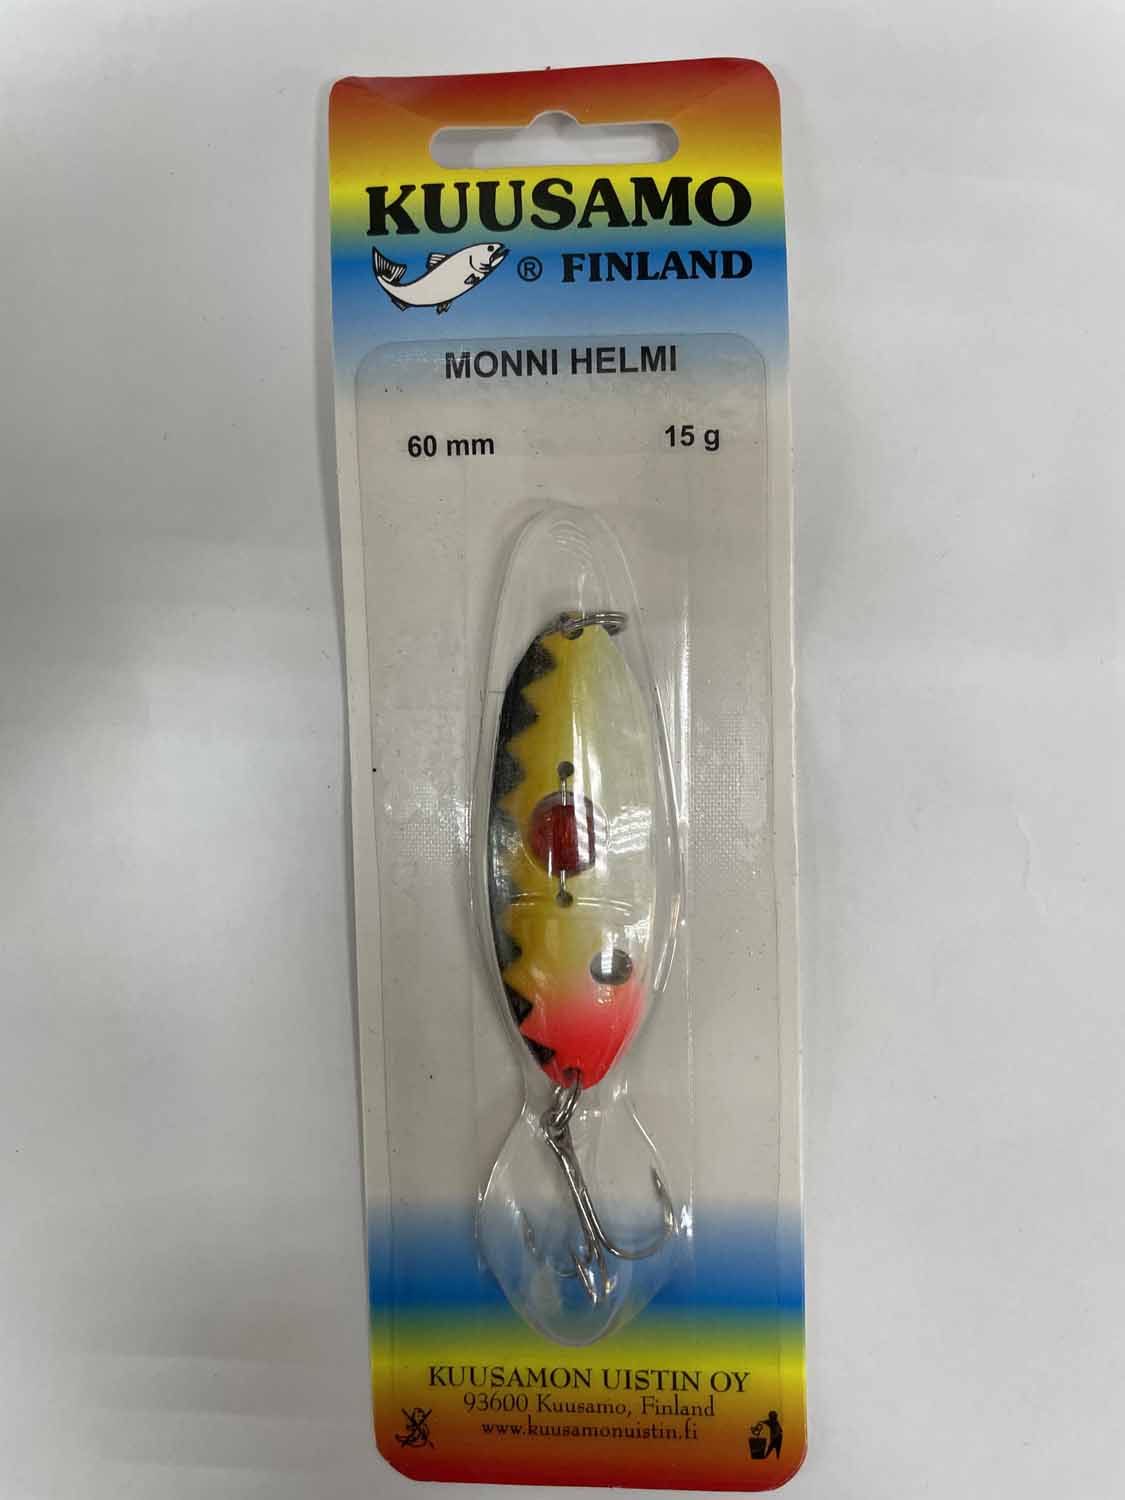 KUUSAMO
® FINLAND
MONNI HELMI
60 mm 15 g
KUUSAMON UISTIN OY
93600 Kuusamo, Finland
www.kuusamonuistin.fi